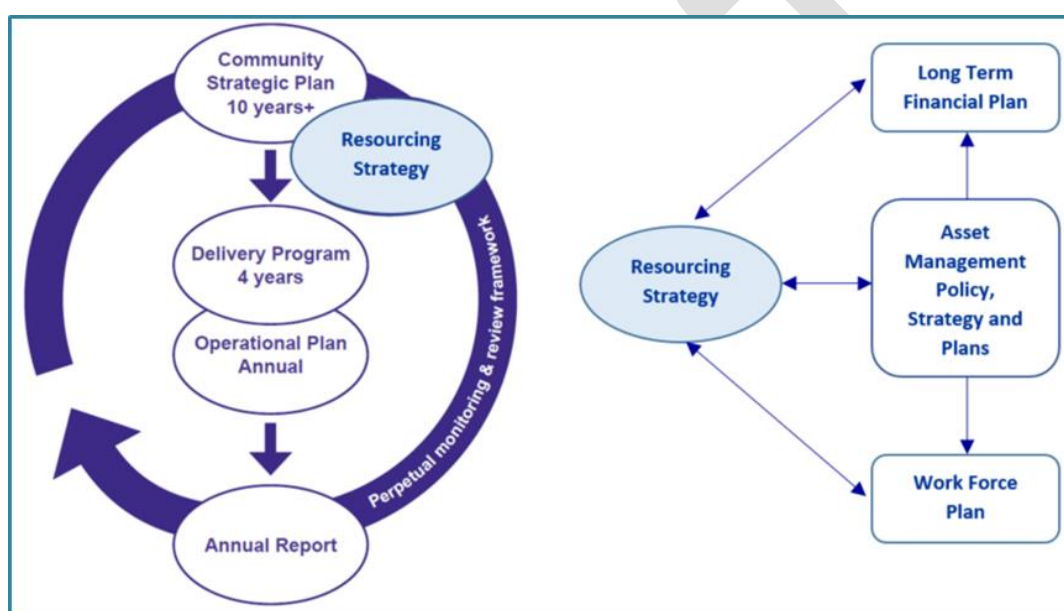 Community
Strategic Plan
10 years+
Resourcing
Strategy
Delivery Program
4 years
Operational Plan
Annual
Annual Report
Perpetual monitoring & review framework
Resourcing
Strategy
Long Term
Financial Plan
Asset
Management
Policy,
Strategy and
Plans
Work Force
Plan